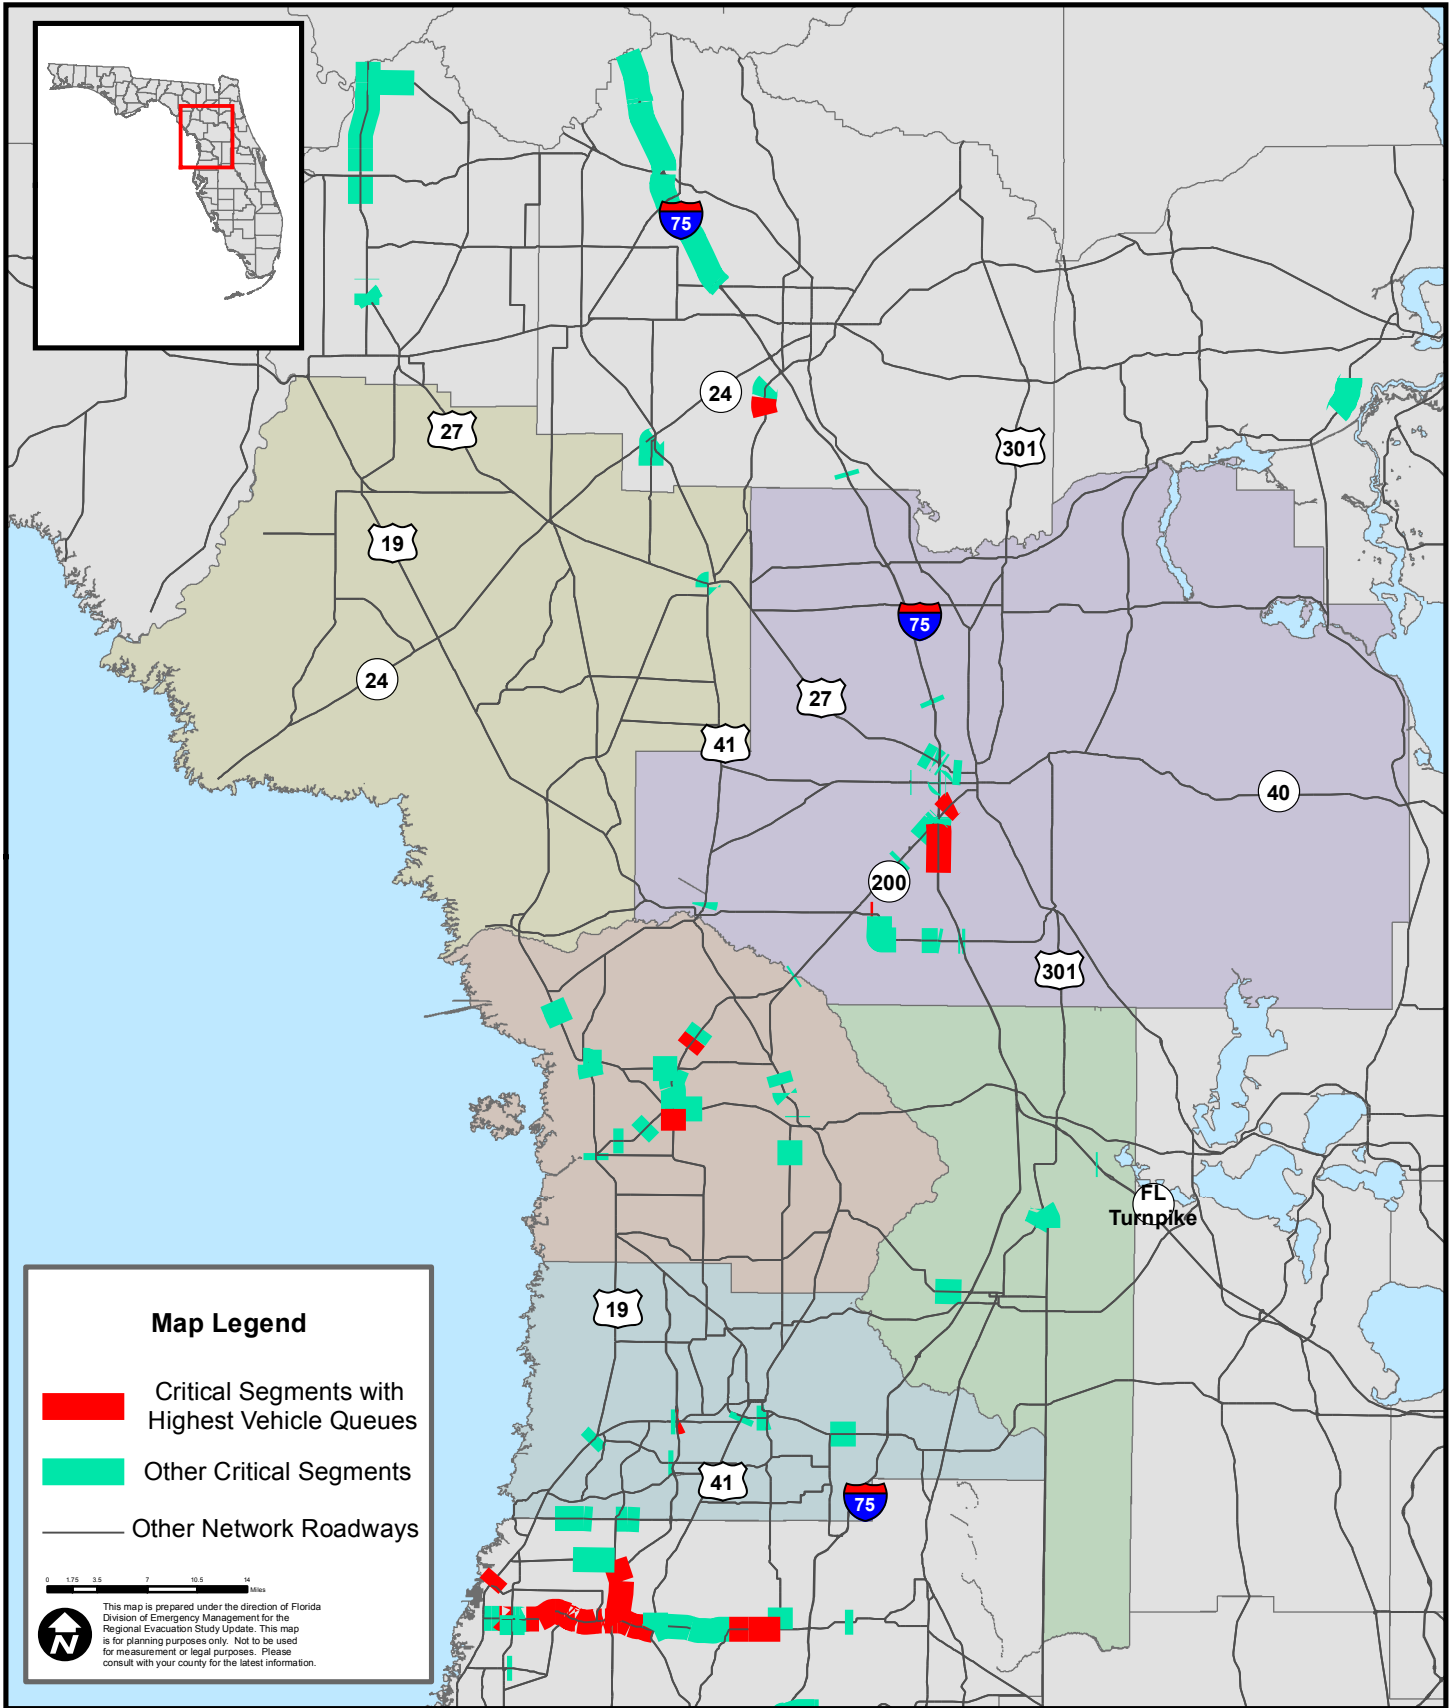 75
24
27
301
19
75
24
27
41
40
200
301
FL
Turnpike
19
Map Legend
Critical Segments with
Highest Vehicle Queues
Other Critical Segments
41
75
Other Network Roadways
0 1.75 3.5 7 10.5 14
Miles
This map is prepared under the direction of Florida
Division of Emergency Management for the
Regional Evacuation Study Update. This map
is for planning purposes only. Not to be used
for measurement or legal purposes. Please
consult with your county for the latest information.
N